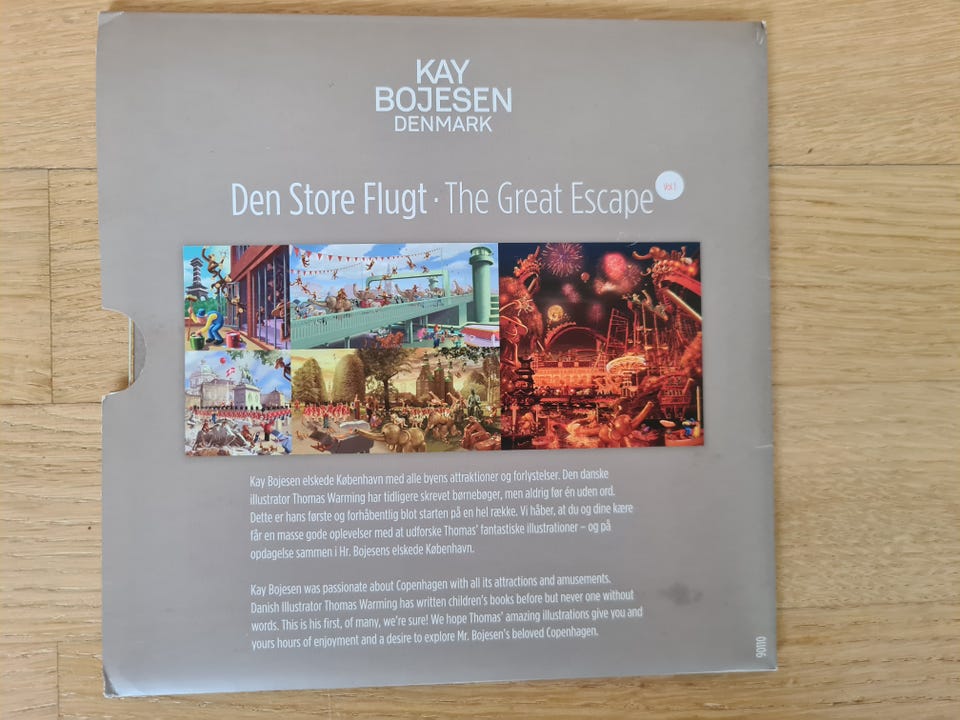 KAY
BOJESEN
DENMARK
Den Store Flugt · The Great Escape Vol 1
Kay Bojesen elskede København med alle byens attraktioner og forlystelser. Den danske
illustrator Thomas Warming har tidligere skrevet børnebøger, men aldrig før én uden ord.
Dette er hans første og forhåbentlig blot starten på en hel række. Vi håber, at du og dine kære
får en masse gode oplevelser med at udforske Thomas’ fantastiske illustrationer – og på
opdagelse sammen i Hr. Bojesens elskede København.
Kay Bojesen was passionate about Copenhagen with all its attractions and amusements.
Danish Illustrator Thomas Warming has written children’s books before but never one without
words. This is his first, of many, we’re sure! We hope Thomas’ amazing illustrations give you and
yours hours of enjoyment and a desire to explore Mr. Bojesen’s beloved Copenhagen.
90110